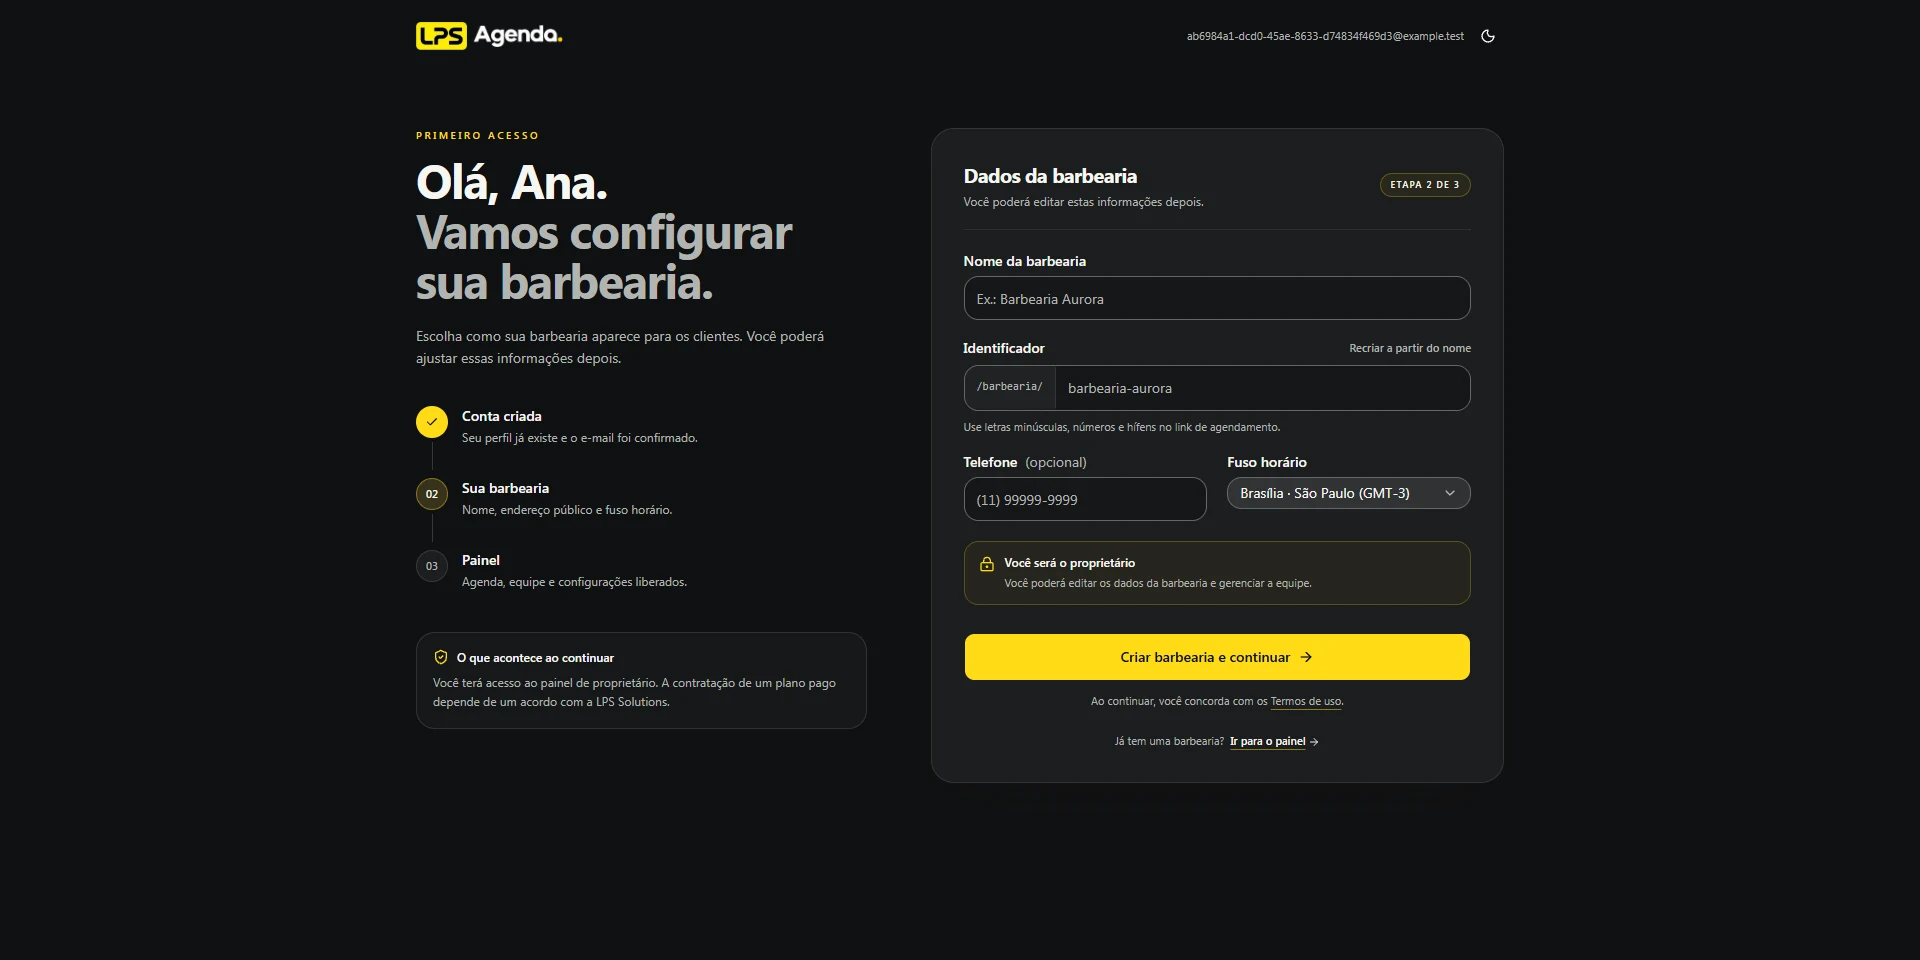 LPS Agenda.
ab6984a1-dcd0-45ae-8633-d74834f469d3@example.test
PRIMEIRO ACESSO
Olá, Ana.
Vamos configurar
sua barbearia.
Escolha como sua barbearia aparece para os clientes. Você poderá
ajustar essas informações depois.
Conta criada
Seu perfil já existe e o e-mail foi confirmado.
02
Sua barbearia
Nome, endereço público e fuso horário.
03
Painel
Agenda, equipe e configurações liberados.
O que acontece ao continuar
Você terá acesso ao painel de proprietário. A contratação de um plano pago
depende de um acordo com a LPS Solutions.
Dados da barbearia
ETAPA 2 DE 3
Você poderá editar estas informações depois.
Nome da barbearia
Ex.: Barbearia Aurora
Identificador
Recriar a partir do nome
/barbearia/
barbearia-aurora
Use letras minúsculas, números e hífens no link de agendamento.
Telefone (opcional)
(11) 99999-9999
Fuso horário
Brasília · São Paulo (GMT-3)
Você será o proprietário
Você poderá editar os dados da barbearia e gerenciar a equipe.
Criar barbearia e continuar →
Ao continuar, você concorda com os Termos de uso.
Já tem uma barbearia? Ir para o painel →